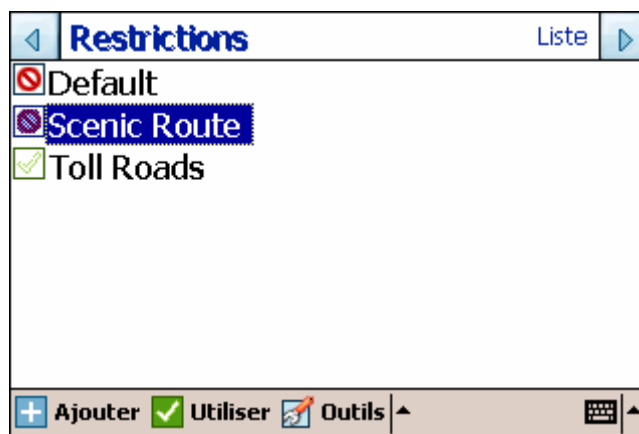 Restrictions Liste
Default
Scenic Route
Toll Roads
Ajouter Utiliser Outils